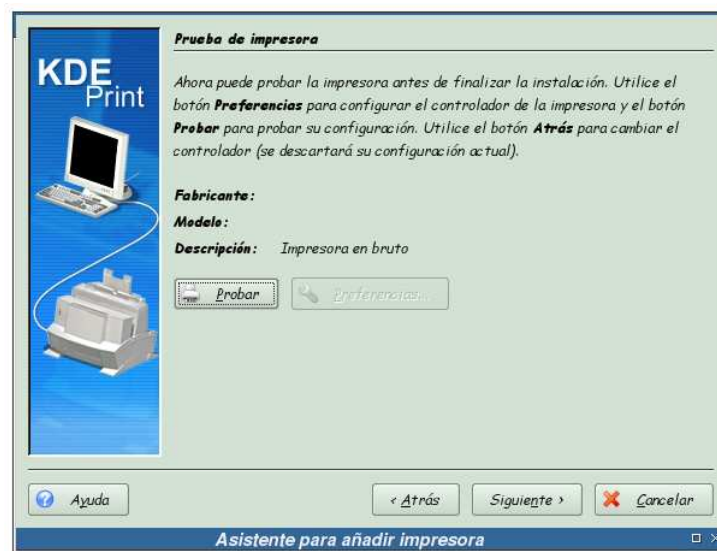 KDE
Print
Prueba de impresora
Ahora puede probar la impresora antes de finalizar la instalación. Utilice el
botón Preferencias para configurar el controlador de la impresora y el botón
Probar para probar su configuración. Utilice el botón Atrás para cambiar el
controlador (se descartará su configuración actual).
Fabricante:
Modelo:
Descripción: Impresora en bruto
Probar Preferencias...
Ayuda < Atrás Siguiente > Cancelar
Asistente para añadir impresora